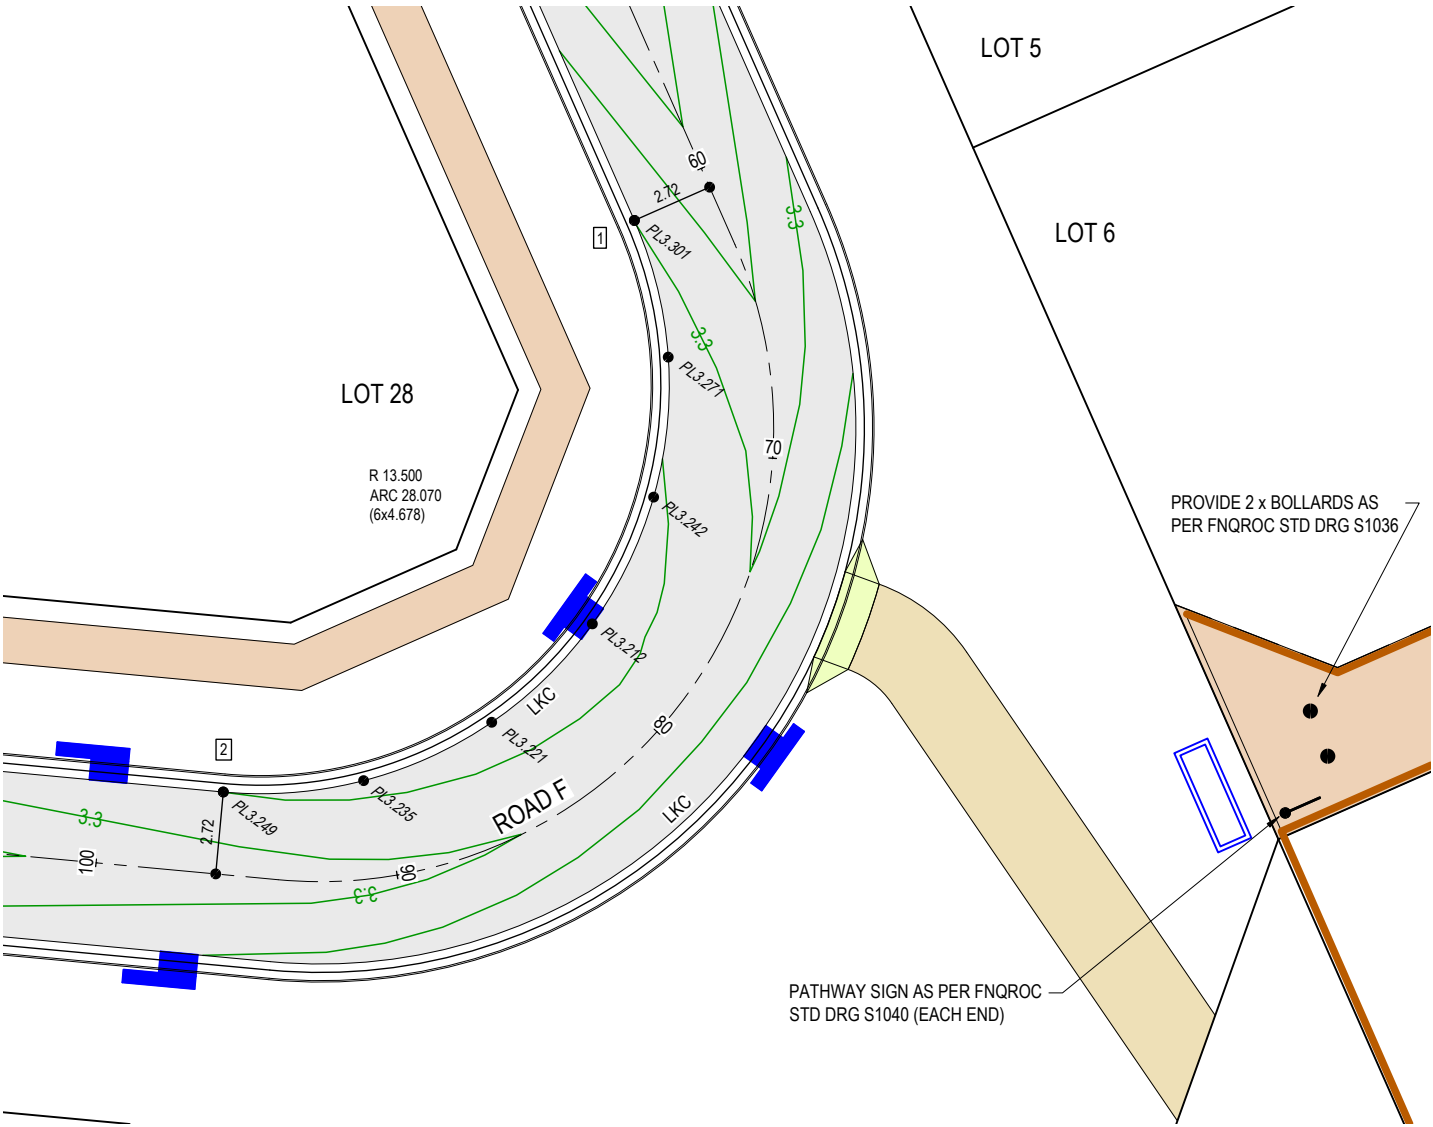 LOT 5
60
2.72
3.3
1
PL3.301
LOT 6
3.3
PL3.271
LOT 28
70
R 13.500
ARC 28.070
(6x4.678)
PROVIDE 2 x BOLLARDS AS
PER FNQROC STD DRG S1036
PL3.242
PL3.212
LKC
80
2
PL3.221
PL3.235
ROAD F
LKC
PL3.249
3.3
2.72
100
90
3.3
PATHWAY SIGN AS PER FNQROC
STD DRG S1040 (EACH END)